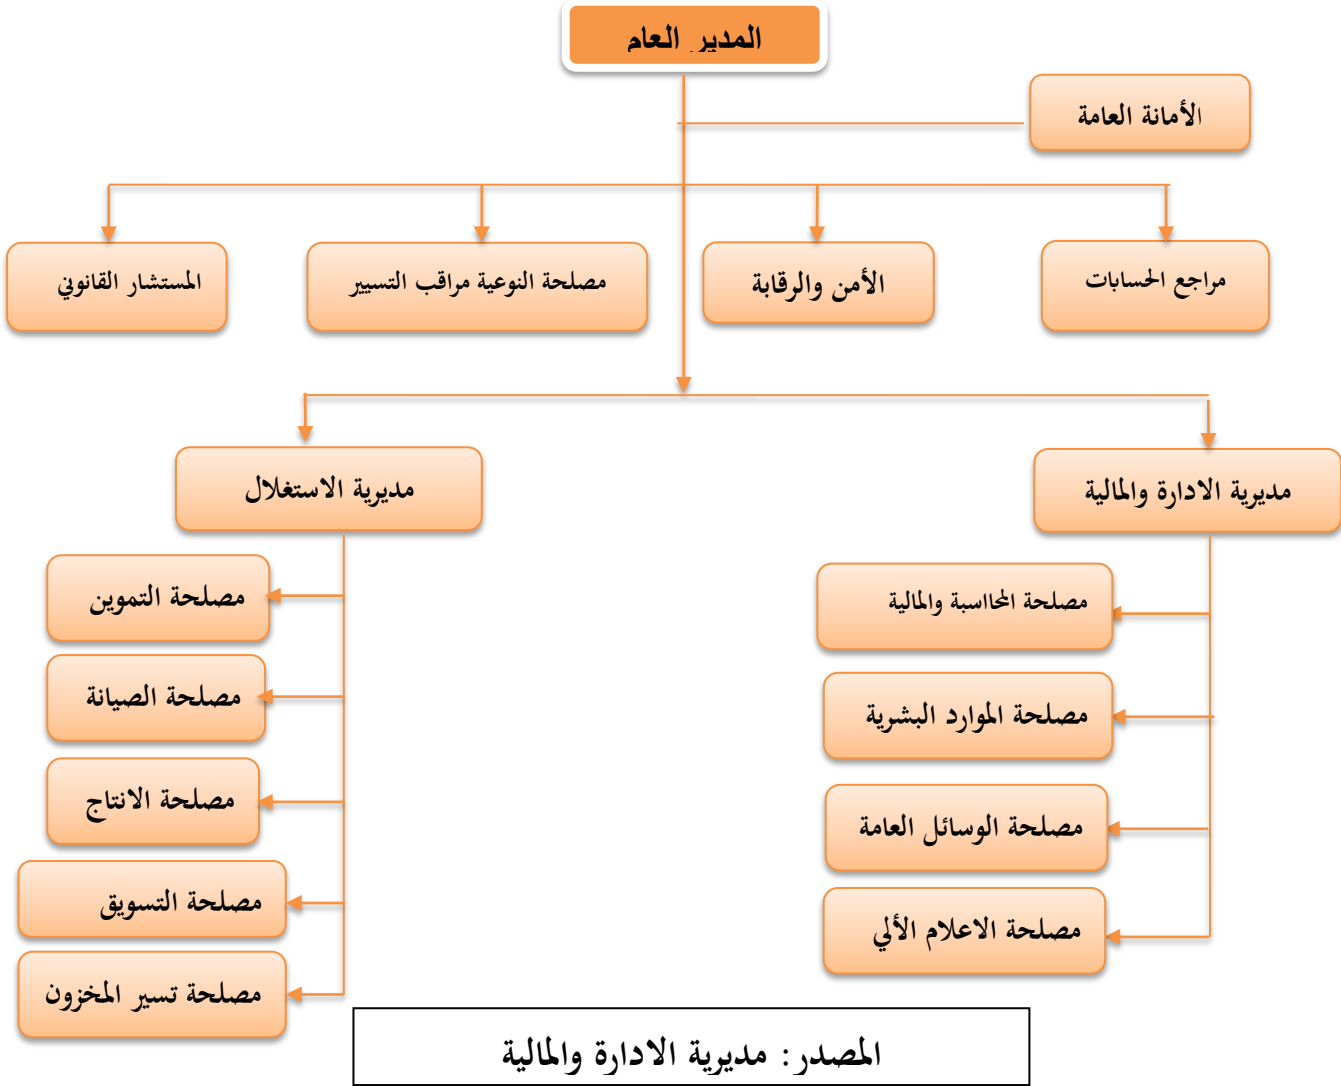 المدير العام
الأمانة العامة
مراجع الحسابات
الأمن والرقابة
مصلحة النوعية مراقب التسيير
المستشار القانوني
مديرية الادارة والمالية
مديرية الاستغلال
مصلحة المحااسبة والمالية
مصلحة الموارد البشرية
مصلحة الوسائل العامة
مصلحة الاعلام الألي
مصلحة التموين
مصلحة الصيانة
مصلحة الانتاج
مصلحة التسويق
مصلحة تسير المخزون
المصدر: مديرية الادارة والمالية